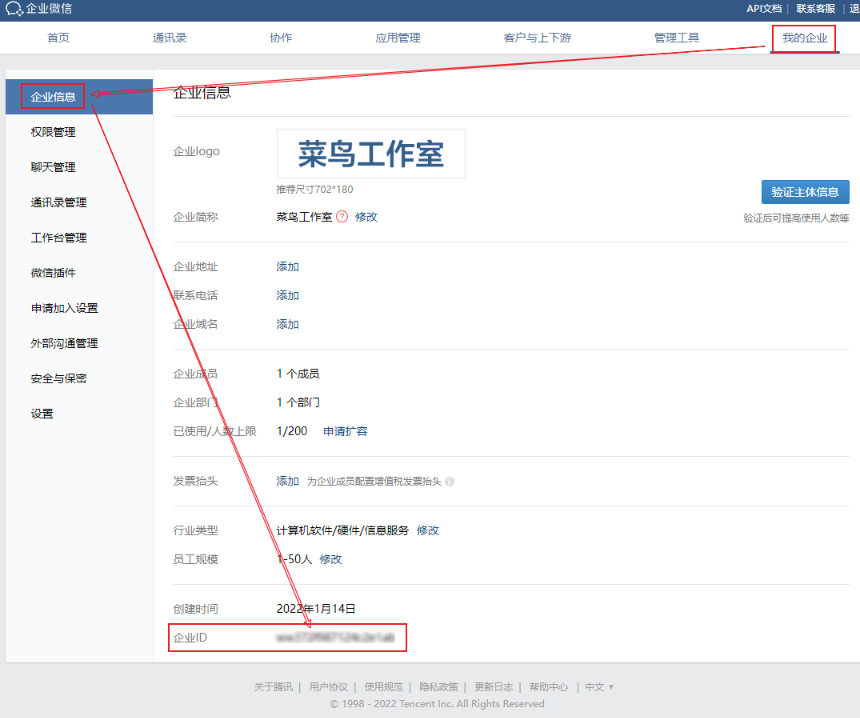 企业微信
API文档 | 联系客服 |
首页 通讯录 协作 应用管理 客户与上下游 管理工具 我的企业
企业信息
权限管理
聊天管理
通讯录管理
工作台管理
微信插件
申请加入设置
外部沟通管理
安全与保密
设置
企业信息
企业logo 菜鸟工作室
推荐尺寸702*180
验证主体信息
验证后可提高使用人数等
企业简称 菜鸟工作室 ? 修改
企业地址 添加
联系电话 添加
企业域名 添加
企业成员 1 个成员
企业部门 1 个部门
已使用/人数上限 1/200 申请扩容
发票抬头 添加 为企业成员配置增值税发票抬头
行业类型 计算机软件/硬件/信息服务 修改
员工规模 1-50人 修改
创建时间 2022年1月14日
企业ID
关于腾讯 | 用户协议 | 使用规范 | 隐私政策 | 更新日志 | 帮助中心 | 中文
© 1998 - 2022 Tencent Inc. All Rights Reserved